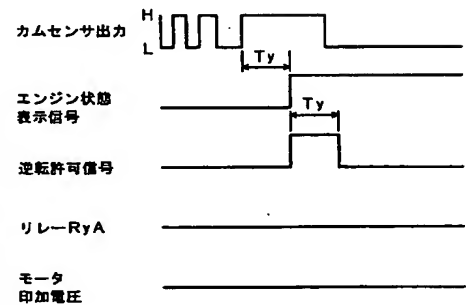 カムセンサ出力
H
L
Ty
エンジン状態
表示信号
Ty
逆転許可信号
リレーRyA
モータ
印加電圧